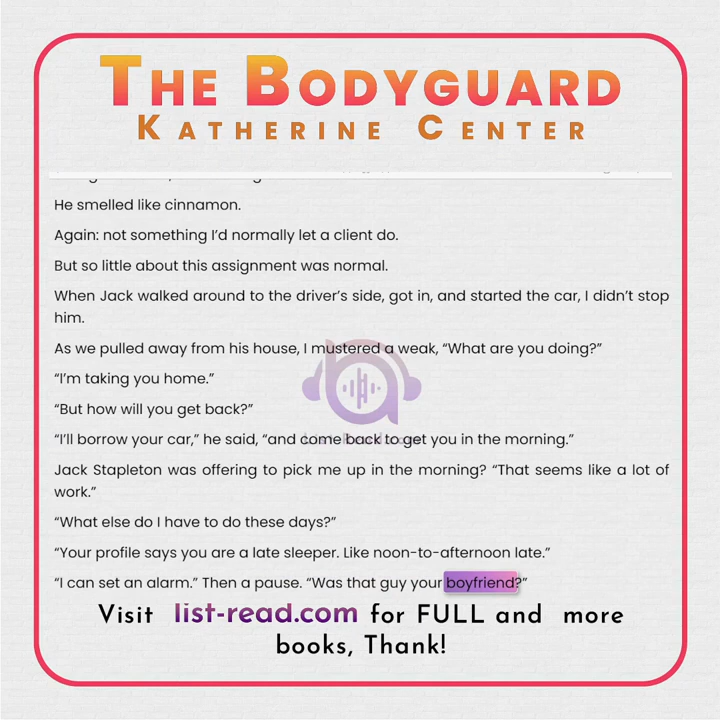 THE BODYGUARD
KATHERINE CENTER
He smelled like cinnamon.
Again: not something I’d normally let a client do.
But so little about this assignment was normal.
When Jack walked around to the driver’s side, got in, and started the car, I didn’t stop
him.
As we pulled away from his house, I mustered a weak, “What are you doing?”
“I’m taking you home.”
“But how will you get back?”
“I’ll borrow your car,” he said, “and come back to get you in the morning.”
Jack Stapleton was offering to pick me up in the morning? “That seems like a lot of
work.”
“What else do I have to do these days?”
“Your profile says you are a late sleeper. Like noon-to-afternoon late.”
“I can set an alarm.” Then a pause. “Was that guy your boyfriend?”
Visit list-read.com for FULL and more
books, Thank!